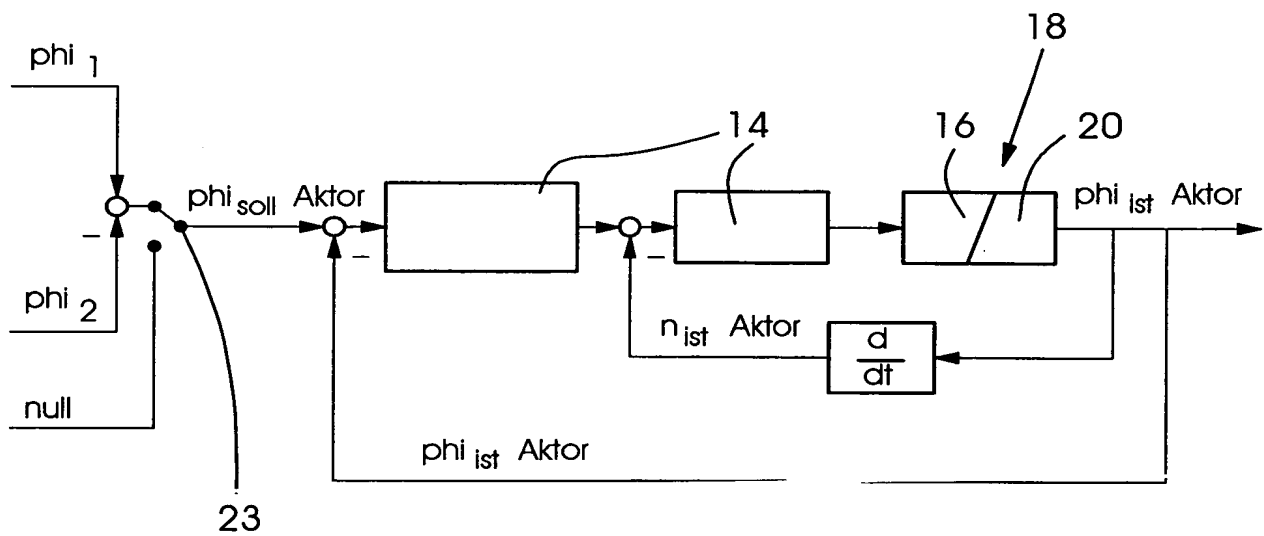 18
phi 1
14
16
20
phi soll Aktor
phi ist Aktor
–
–
–
phi 2
n ist Aktor
d
dt
null
phi ist Aktor
23